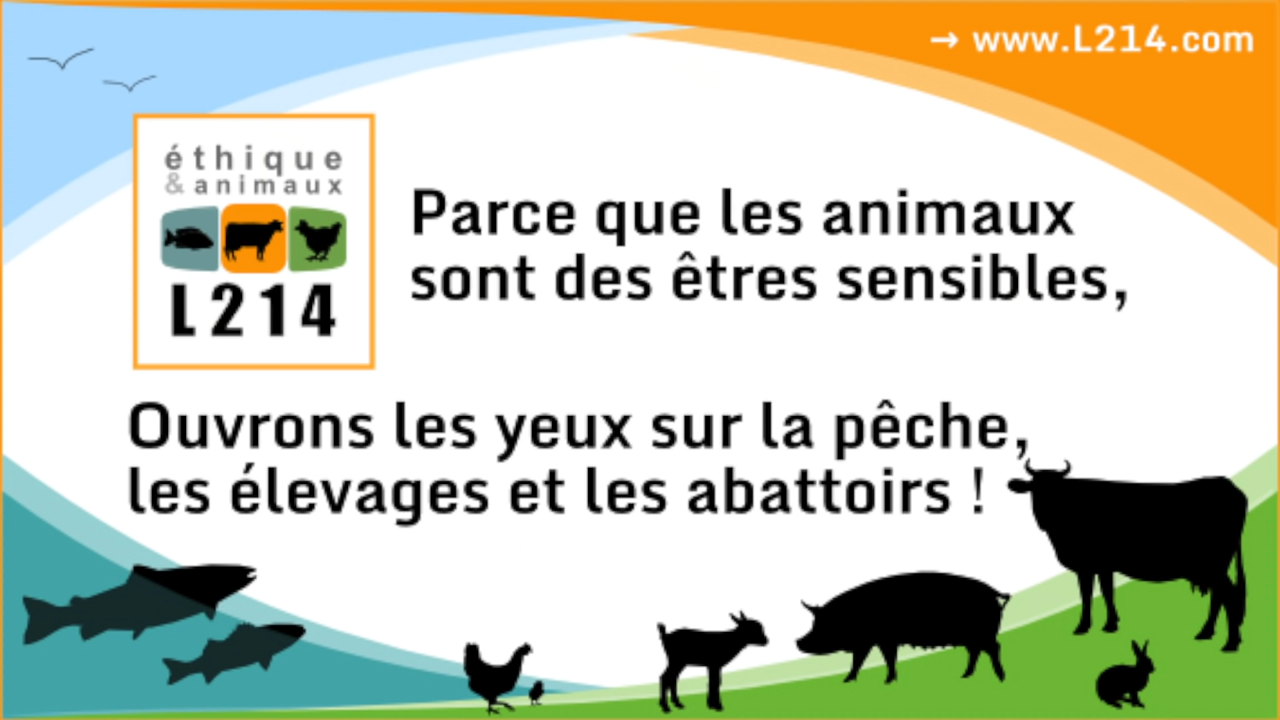 → www.L214.com
éthique
& animaux
L214
Parce que les animaux
sont des êtres sensibles,
Ouvrons les yeux sur la pêche,
les élevages et les abattoirs !